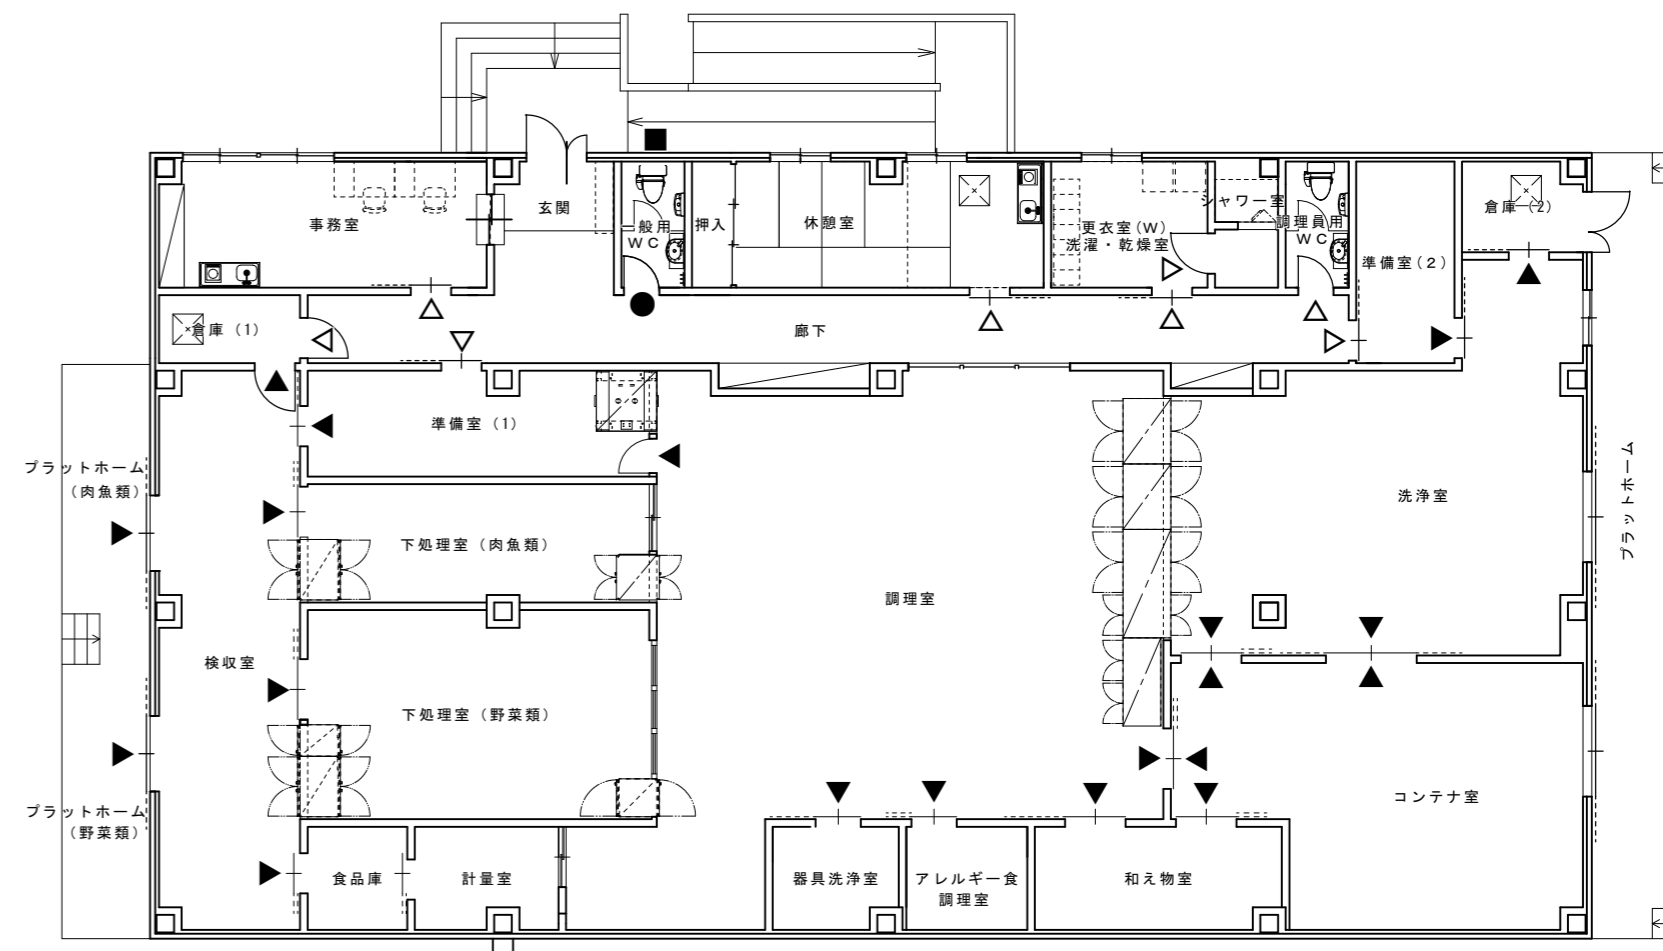 玄関
事務室
一般用
WC
押入
休憩室
更衣室(W)
洗濯・乾燥室
シャワー室
調理員用
WC
準備室(2)
倉庫(2)
倉庫(1)
廊下
準備室(1)
プラットホーム
(肉魚類)
下処理室(肉魚類)
検収室
下処理室(野菜類)
プラットホーム
(野菜類)
調理室
洗浄室
プラットホーム
コンテナ室
食品庫
計量室
器具洗浄室
アレルギー食
調理室
和え物室